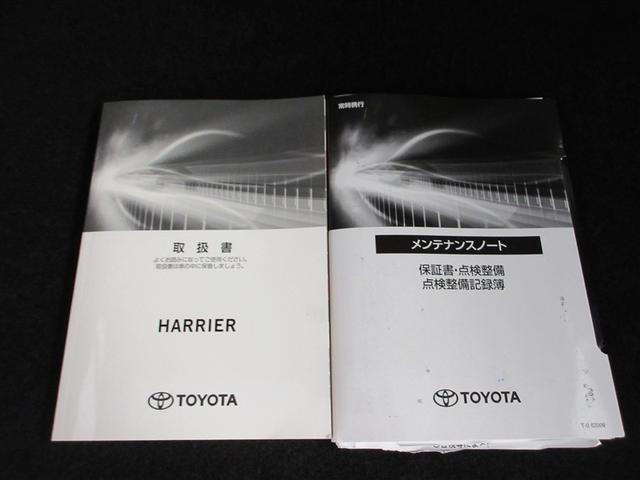 取扱書
よくお読みになってご使用ください。
取扱書は車の中に保管しましょう。
HARRIER
TOYOTA
常時携行
メンテナンスノート
保証書・点検整備
点検整備記録簿
TOYOTA